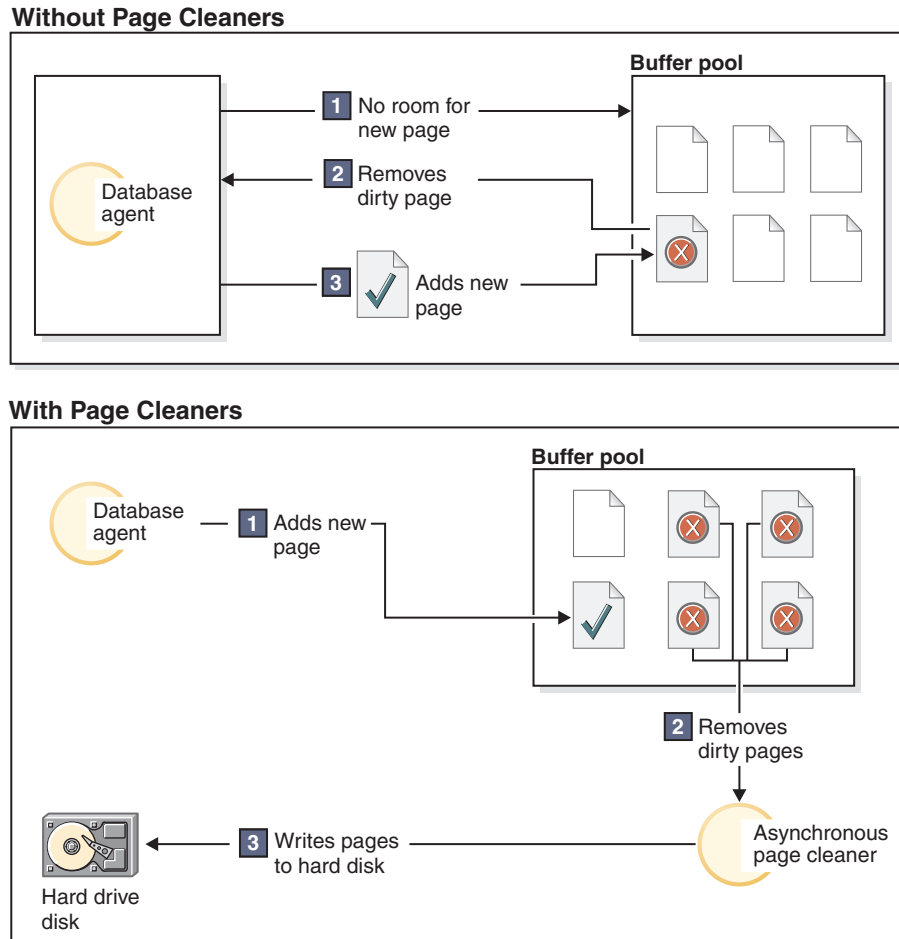 Without Page Cleaners
Buffer pool
1 No room for
new page
2 Removes
dirty page
Database
agent
3 Adds new
page
With Page Cleaners
Buffer pool
Database
agent
1 Adds new
page
2 Removes
dirty pages
Asynchronous
page cleaner
3 Writes pages
to hard disk
Hard drive
disk